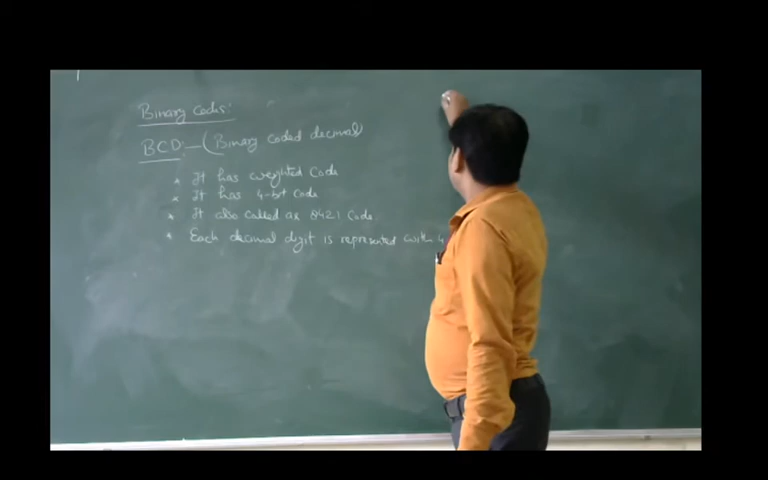 Binary codes:
BCD:- (Binary coded decimal)
* It has weighted code
* It has 4-bit code
* It also called as 8421 code
* Each decimal digit is represented with 4